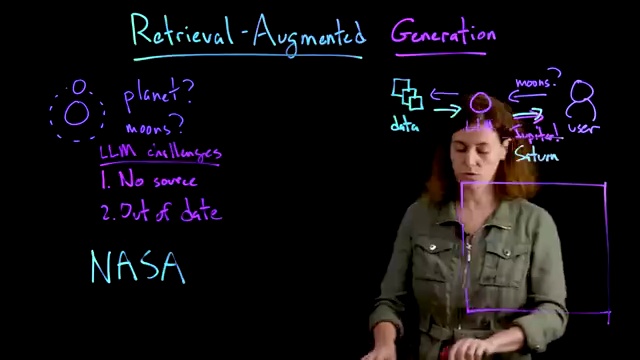 Retrieval-Augmented Generation
planet?
moons?
LLM challenges
1. No source
2. Out of date
NASA
moons?
data
LLM
Jupiter!
user
Saturn